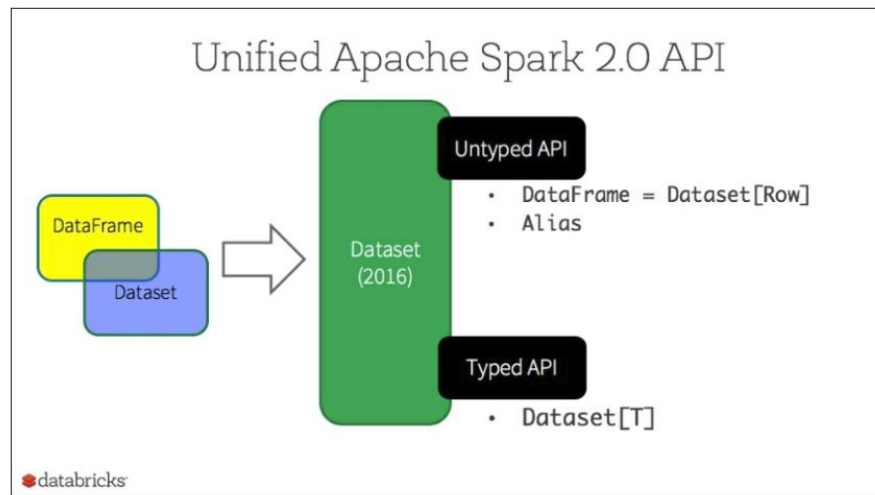 Unified Apache Spark 2.0 API
DataFrame
Dataset
Dataset
(2016)
Untyped API
• DataFrame = Dataset[Row]
• Alias
Typed API
• Dataset[T]
databricks